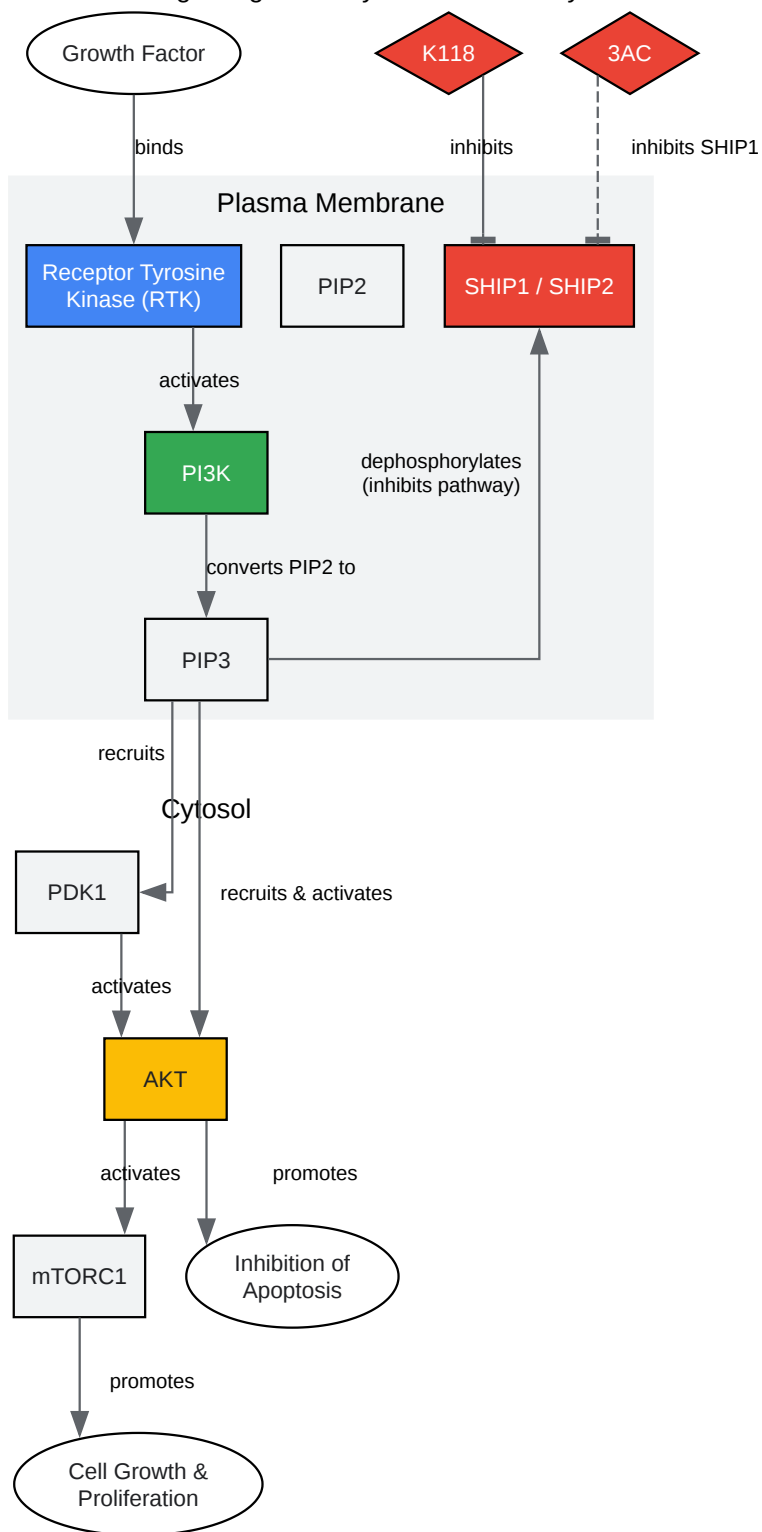 Growth Factor
K118
3AC
binds
inhibits
inhibits SHIP1
Plasma Membrane
Receptor Tyrosine
Kinase (RTK)
PIP2
SHIP1 / SHIP2
activates
PI3K
dephosphorylates
(inhibits pathway)
converts PIP2 to
PIP3
recruits
Cytosol
PDK1
recruits & activates
activates
AKT
activates
promotes
mTORC1
Inhibition of
Apoptosis
promotes
Cell Growth &
Proliferation